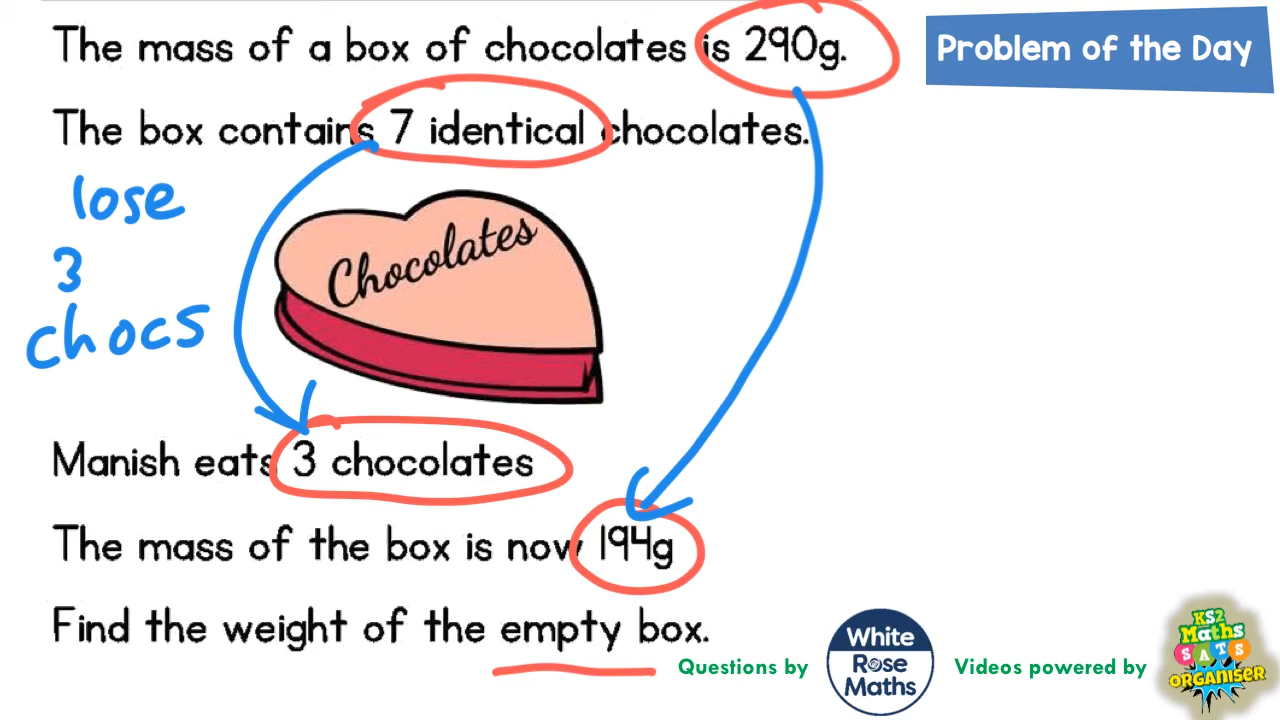 The mass of a box of chocolates is 290g.
Problem of the Day
The box contains 7 identical chocolates.
lose
3
chocs
Chocolates
Manish eats 3 chocolates
The mass of the box is now 194g
Find the weight of the empty box.
Questions by
White
Rose
Maths
Videos powered by
KS2
Maths
SATS
ORGANISER